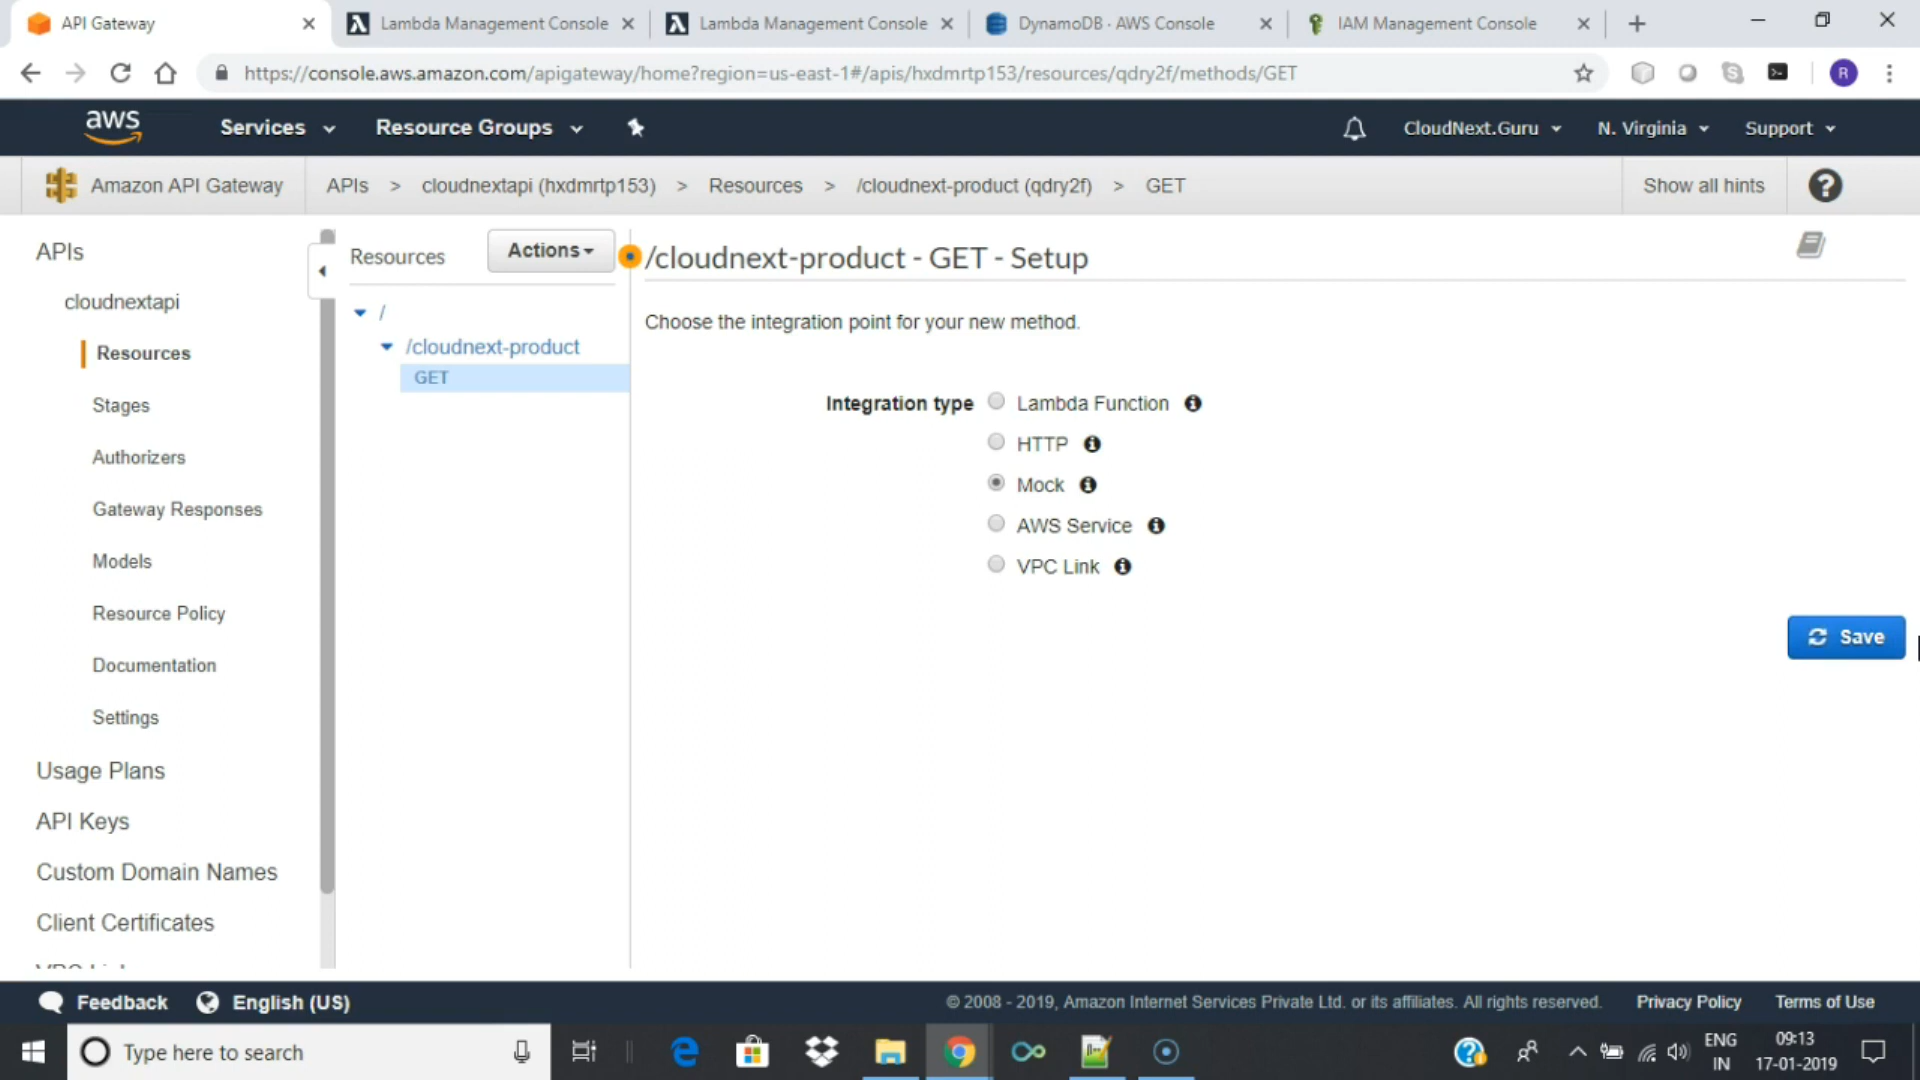 API Gateway
Lambda Management Console
Lambda Management Console
DynamoDB · AWS Console
IAM Management Console
https://console.aws.amazon.com/apigateway/home?region=us-east-1#/apis/hxdmrtp153/resources/qdry2f/methods/GET
R
aws
Services
Resource Groups
CloudNext.Guru
N. Virginia
Support
Amazon API Gateway
APIs > cloudnextapi (hxdmrtp153) > Resources > /cloudnext-product (qdry2f) > GET
Show all hints
?
APIs
cloudnextapi
Resources
Stages
Authorizers
Gateway Responses
Models
Resource Policy
Documentation
Settings
Usage Plans
API Keys
Custom Domain Names
Client Certificates
Resources
Actions
/
/cloudnext-product
GET
/cloudnext-product - GET - Setup
Choose the integration point for your new method.
Integration type
Lambda Function
HTTP
Mock
AWS Service
VPC Link
Save
Feedback
English (US)
© 2008 - 2019, Amazon Internet Services Private Ltd. or its affiliates. All rights reserved.
Privacy Policy
Terms of Use
Type here to search
ENG
IN
09:13
17-01-2019